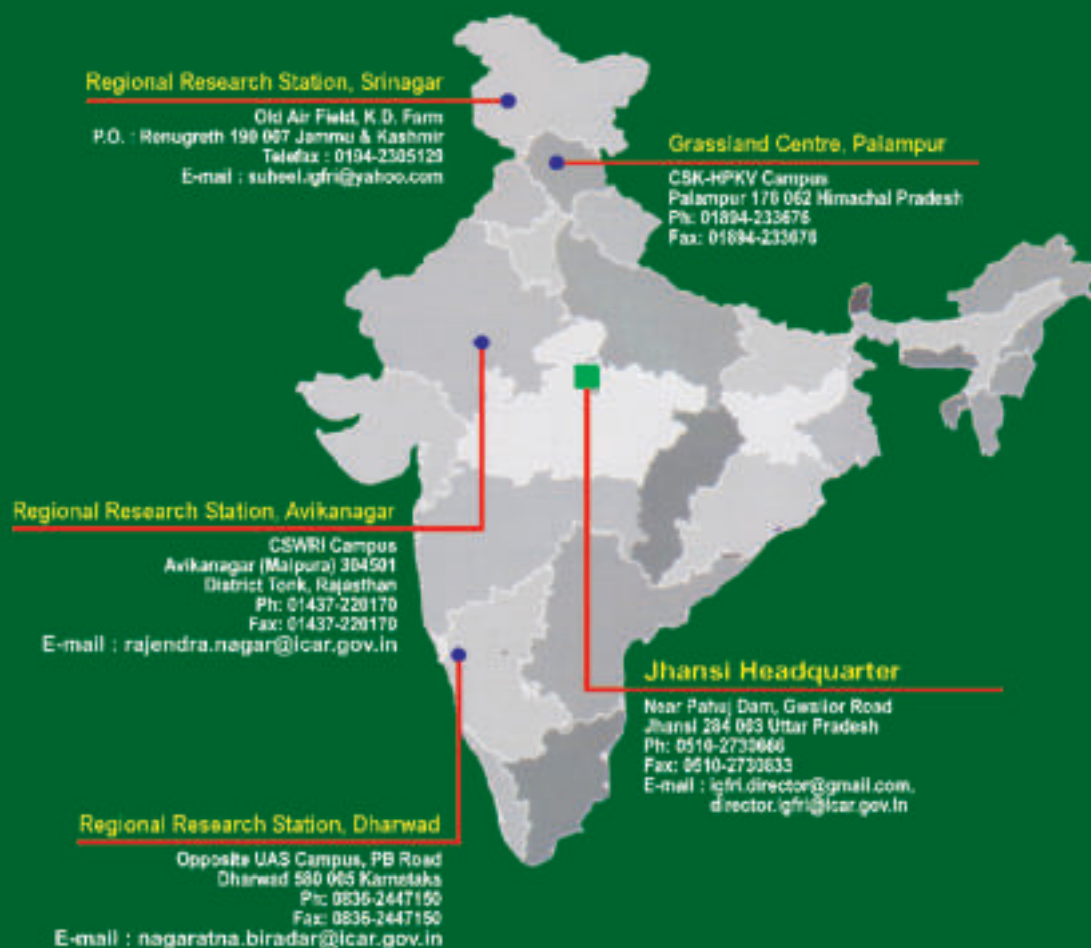 Regional Research Station, Srinagar
Old Air Field, K.D. Farm
P.O. : Renugreth 190 007 Jammu & Kashmir
Telefax : 0194-2305129
E-mail : suheel.igfri@yahoo.com
Grassland Centre, Palampur
CSK-HPKV Campus
Palampur 176 062 Himachal Pradesh
Ph: 01894-233676
Fax: 01894-233676
Regional Research Station, Avikanagar
CSWRI Campus
Avikanagar (Malpura) 304501
District Tonk, Rajasthan
Ph: 01437-220170
Fax: 01437-220170
E-mail : rajendra.nagar@icar.gov.in
Jhansi Headquarter
Near Pahuj Dam, Gwalior Road
Jhansi 284 003 Uttar Pradesh
Ph: 0510-2730666
Fax: 0510-2730833
E-mail : igfri.director@gmail.com,
director.igfri@icar.gov.in
Regional Research Station, Dharwad
Opposite UAS Campus, PB Road
Dharwad 580 005 Karnataka
Ph: 0836-2447150
Fax: 0836-2447150
E-mail : nagaratna.biradar@icar.gov.in